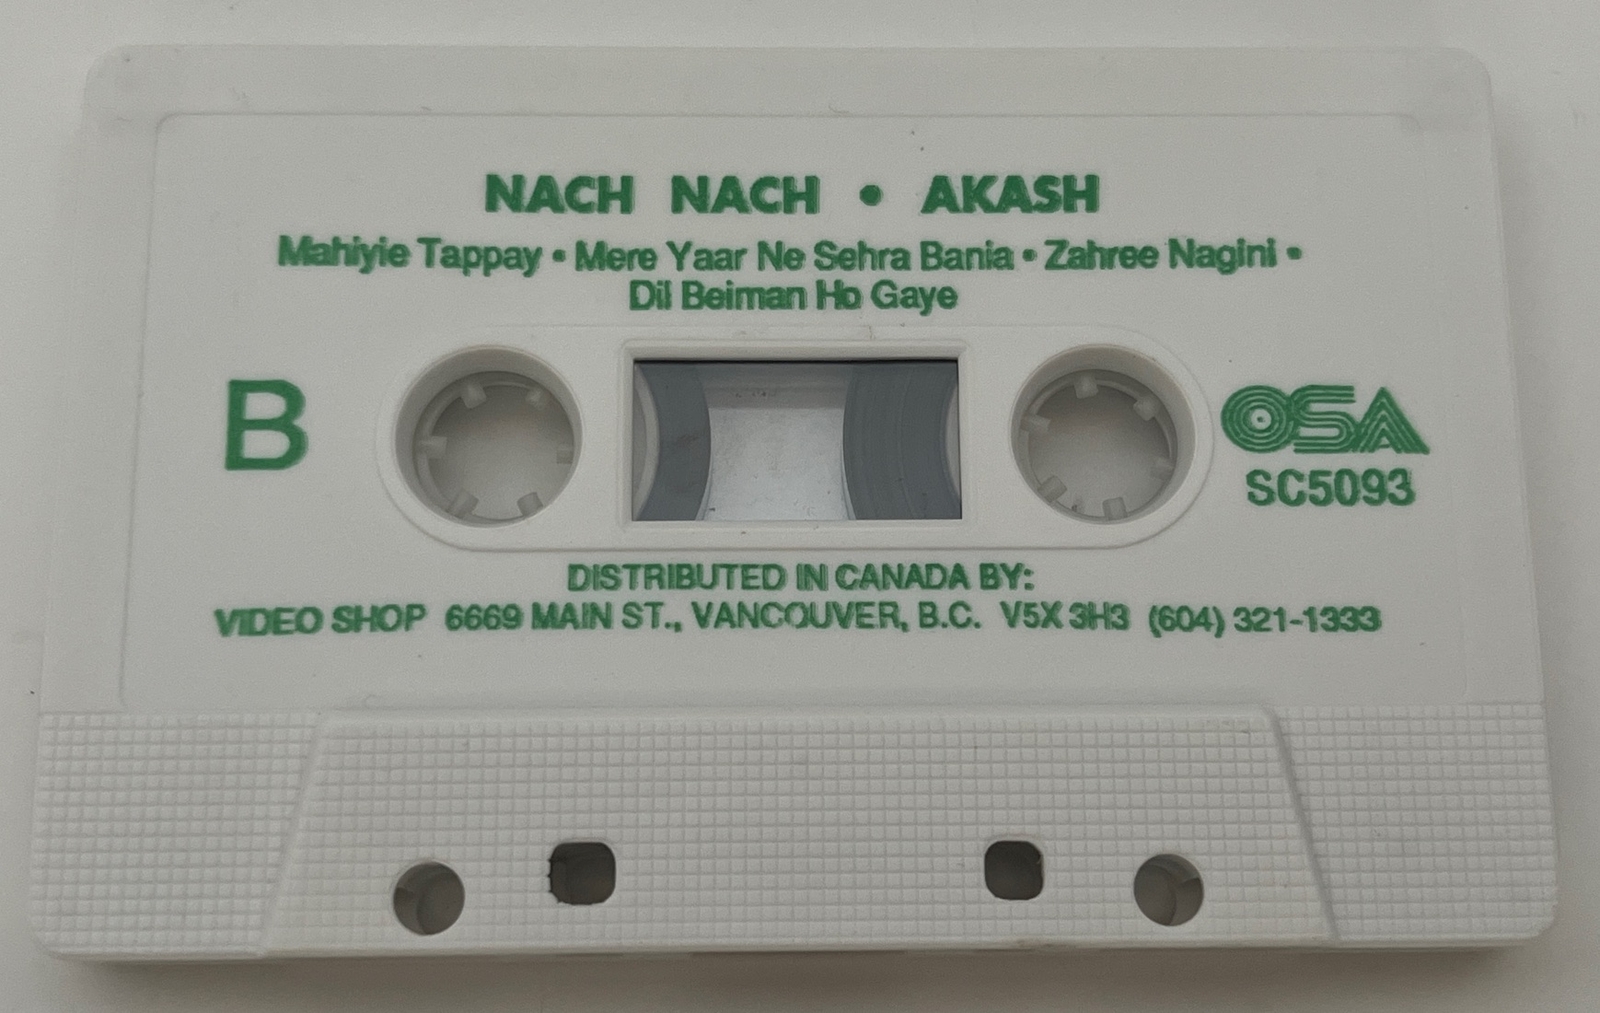 NACH NACH • AKASH
Mahiyie Tappay • Mere Yaar Ne Sehra Bania • Zahree Nagini •
Dil Beiman Ho Gaye
B
OSA
SC5093
DISTRIBUTED IN CANADA BY:
VIDEO SHOP 6669 MAIN ST., VANCOUVER, B.C. V5X 3H3 (604) 321-1333